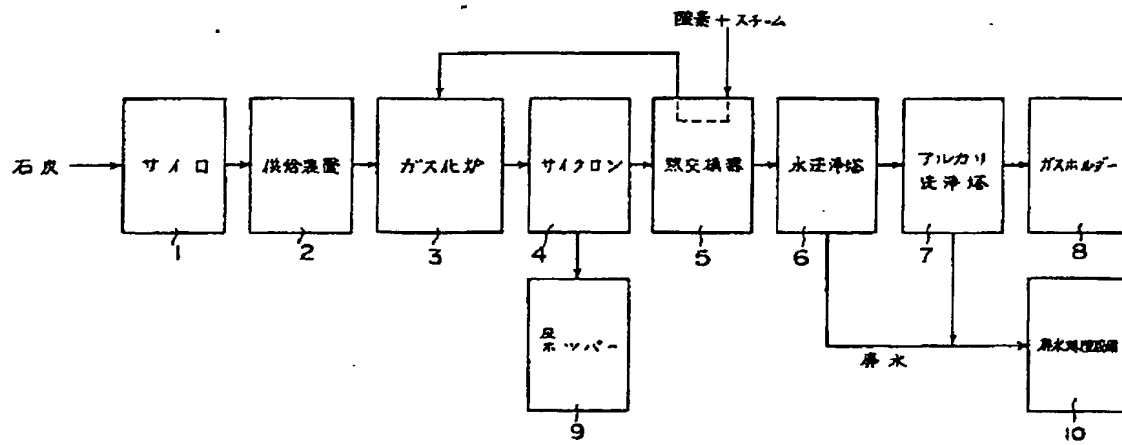 酸素+スチーム
石炭
サイロ
供給装置
ガス化炉
サイクロン
熱交換器
水洗浄塔
アルカリ
洗浄塔
ガスホルダー
1
2
3
4
5
6
7
8
ホッパー
廃水
廃水処理設備
9
10